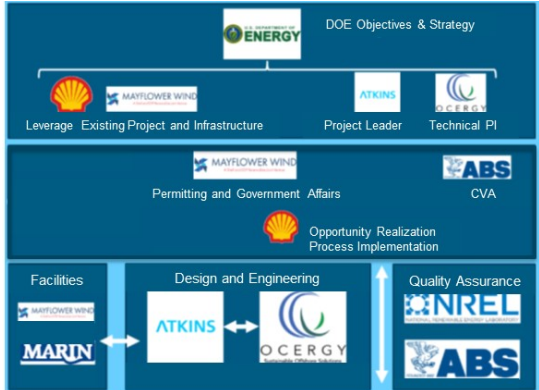 U.S. DEPARTMENT OF
ENERGY
DOE Objectives & Strategy
MAYFLOWER WIND
ATKINS
OCERGY
Leverage Existing Project and Infrastructure
Project Leader
Technical PI
MAYFLOWER WIND
ABS
Permitting and Government Affairs
CVA
Opportunity Realization
Process Implementation
Facilities
Design and Engineering
Quality Assurance
MAYFLOWER WIND
MARIN
ATKINS
OCERGY
Sustainable Offshore Solutions
NREL
NATIONAL RENEWABLE ENERGY LABORATORY
ABS